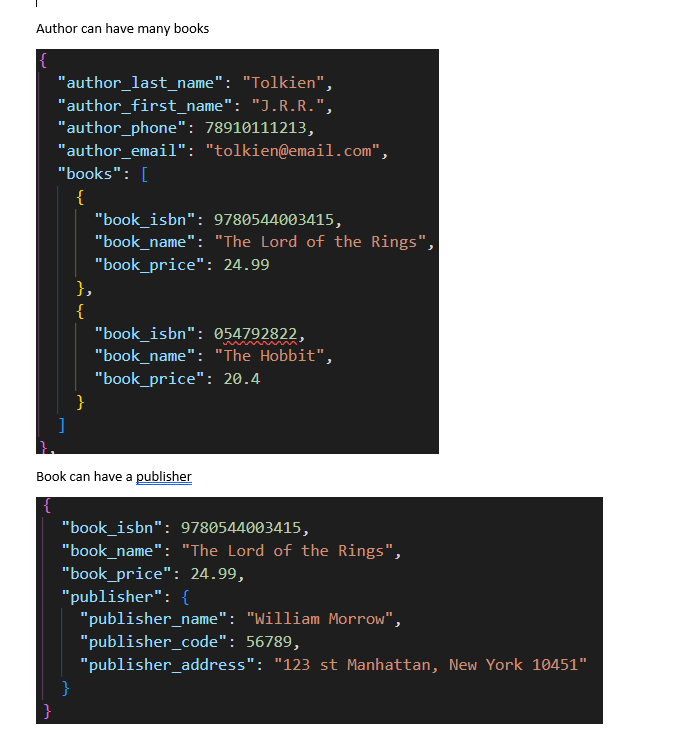 Author can have many books
{
"author_last_name": "Tolkien",
"author_first_name": "J.R.R.",
"author_phone": 78910111213,
"author_email": "tolkien@email.com",
"books": [
{
"book_isbn": 9780544003415,
"book_name": "The Lord of the Rings",
"book_price": 24.99
},
{
"book_isbn": 054792822,
"book_name": "The Hobbit",
"book_price": 20.4
}
]
},
Book can have a publisher
{
"book_isbn": 9780544003415,
"book_name": "The Lord of the Rings",
"book_price": 24.99,
"publisher": {
"publisher_name": "William Morrow",
"publisher_code": 56789,
"publisher_address": "123 st Manhattan, New York 10451"
}
}